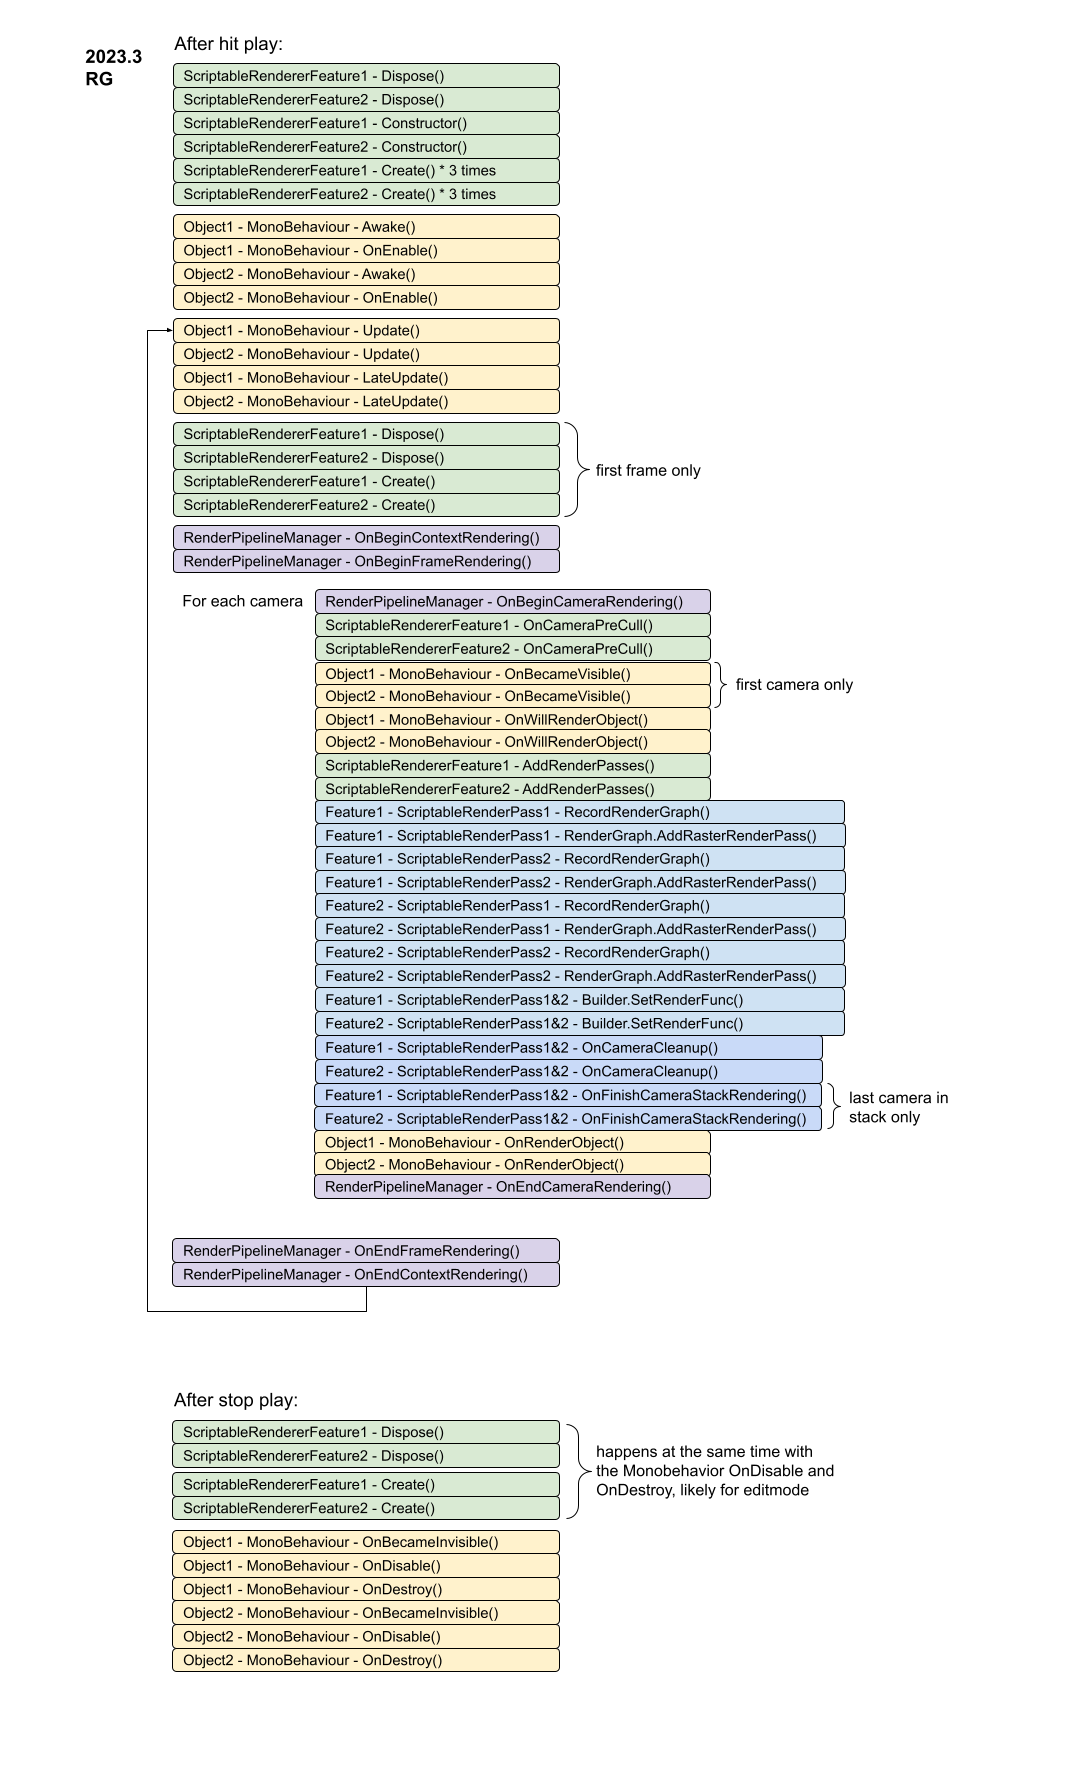 2023.3
RG
After hit play:
ScriptableRendererFeature1 - Dispose()
ScriptableRendererFeature2 - Dispose()
ScriptableRendererFeature1 - Constructor()
ScriptableRendererFeature2 - Constructor()
ScriptableRendererFeature1 - Create() * 3 times
ScriptableRendererFeature2 - Create() * 3 times
Object1 - MonoBehaviour - Awake()
Object1 - MonoBehaviour - OnEnable()
Object2 - MonoBehaviour - Awake()
Object2 - MonoBehaviour - OnEnable()
Object1 - MonoBehaviour - Update()
Object2 - MonoBehaviour - Update()
Object1 - MonoBehaviour - LateUpdate()
Object2 - MonoBehaviour - LateUpdate()
ScriptableRendererFeature1 - Dispose()
ScriptableRendererFeature2 - Dispose()
ScriptableRendererFeature1 - Create()
ScriptableRendererFeature2 - Create()
first frame only
RenderPipelineManager - OnBeginContextRendering()
RenderPipelineManager - OnBeginFrameRendering()
For each camera
RenderPipelineManager - OnBeginCameraRendering()
ScriptableRendererFeature1 - OnCameraPreCull()
ScriptableRendererFeature2 - OnCameraPreCull()
Object1 - MonoBehaviour - OnBecameVisible()
Object2 - MonoBehaviour - OnBecameVisible()
first camera only
Object1 - MonoBehaviour - OnWillRenderObject()
Object2 - MonoBehaviour - OnWillRenderObject()
ScriptableRendererFeature1 - AddRenderPasses()
ScriptableRendererFeature2 - AddRenderPasses()
Feature1 - ScriptableRenderPass1 - RecordRenderGraph()
Feature1 - ScriptableRenderPass1 - RenderGraph.AddRasterRenderPass()
Feature1 - ScriptableRenderPass2 - RecordRenderGraph()
Feature1 - ScriptableRenderPass2 - RenderGraph.AddRasterRenderPass()
Feature2 - ScriptableRenderPass1 - RecordRenderGraph()
Feature2 - ScriptableRenderPass1 - RenderGraph.AddRasterRenderPass()
Feature2 - ScriptableRenderPass2 - RecordRenderGraph()
Feature2 - ScriptableRenderPass2 - RenderGraph.AddRasterRenderPass()
Feature1 - ScriptableRenderPass1&2 - Builder.SetRenderFunc()
Feature2 - ScriptableRenderPass1&2 - Builder.SetRenderFunc()
Feature1 - ScriptableRenderPass1&2 - OnCameraCleanup()
Feature2 - ScriptableRenderPass1&2 - OnCameraCleanup()
Feature1 - ScriptableRenderPass1&2 - OnFinishCameraStackRendering()
Feature2 - ScriptableRenderPass1&2 - OnFinishCameraStackRendering()
last camera in
stack only
Object1 - MonoBehaviour - OnRenderObject()
Object2 - MonoBehaviour - OnRenderObject()
RenderPipelineManager - OnEndCameraRendering()
RenderPipelineManager - OnEndFrameRendering()
RenderPipelineManager - OnEndContextRendering()
After stop play:
ScriptableRendererFeature1 - Dispose()
ScriptableRendererFeature2 - Dispose()
ScriptableRendererFeature1 - Create()
ScriptableRendererFeature2 - Create()
happens at the same time with
the Monobehavior OnDisable and
OnDestroy, likely for editmode
Object1 - MonoBehaviour - OnBecameInvisible()
Object1 - MonoBehaviour - OnDisable()
Object1 - MonoBehaviour - OnDestroy()
Object2 - MonoBehaviour - OnBecameInvisible()
Object2 - MonoBehaviour - OnDisable()
Object2 - MonoBehaviour - OnDestroy()